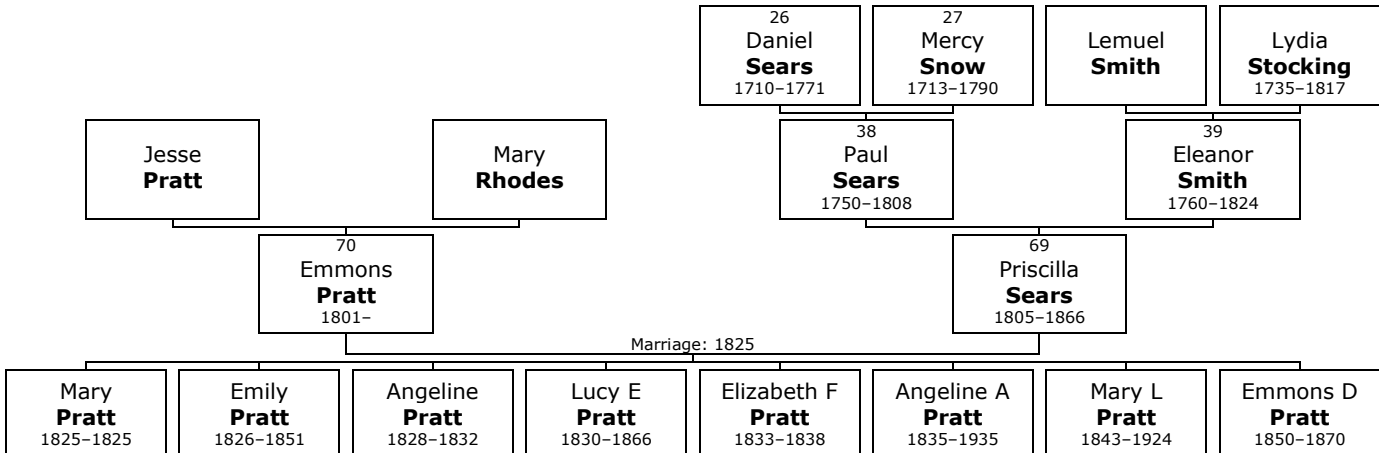 26
Daniel
Sears
1710–1771
27
Mercy
Snow
1713–1790
Lemuel
Smith
Lydia
Stocking
1735–1817
Jesse
Pratt
Mary
Rhodes
38
Paul
Sears
1750–1808
39
Eleanor
Smith
1760–1824
70
Emmons
Pratt
1801–
69
Priscilla
Sears
1805–1866
Marriage: 1825
Mary
Pratt
1825–1825
Emily
Pratt
1826–1851
Angeline
Pratt
1828–1832
Lucy E
Pratt
1830–1866
Elizabeth F
Pratt
1833–1838
Angeline A
Pratt
1835–1935
Mary L
Pratt
1843–1924
Emmons D
Pratt
1850–1870